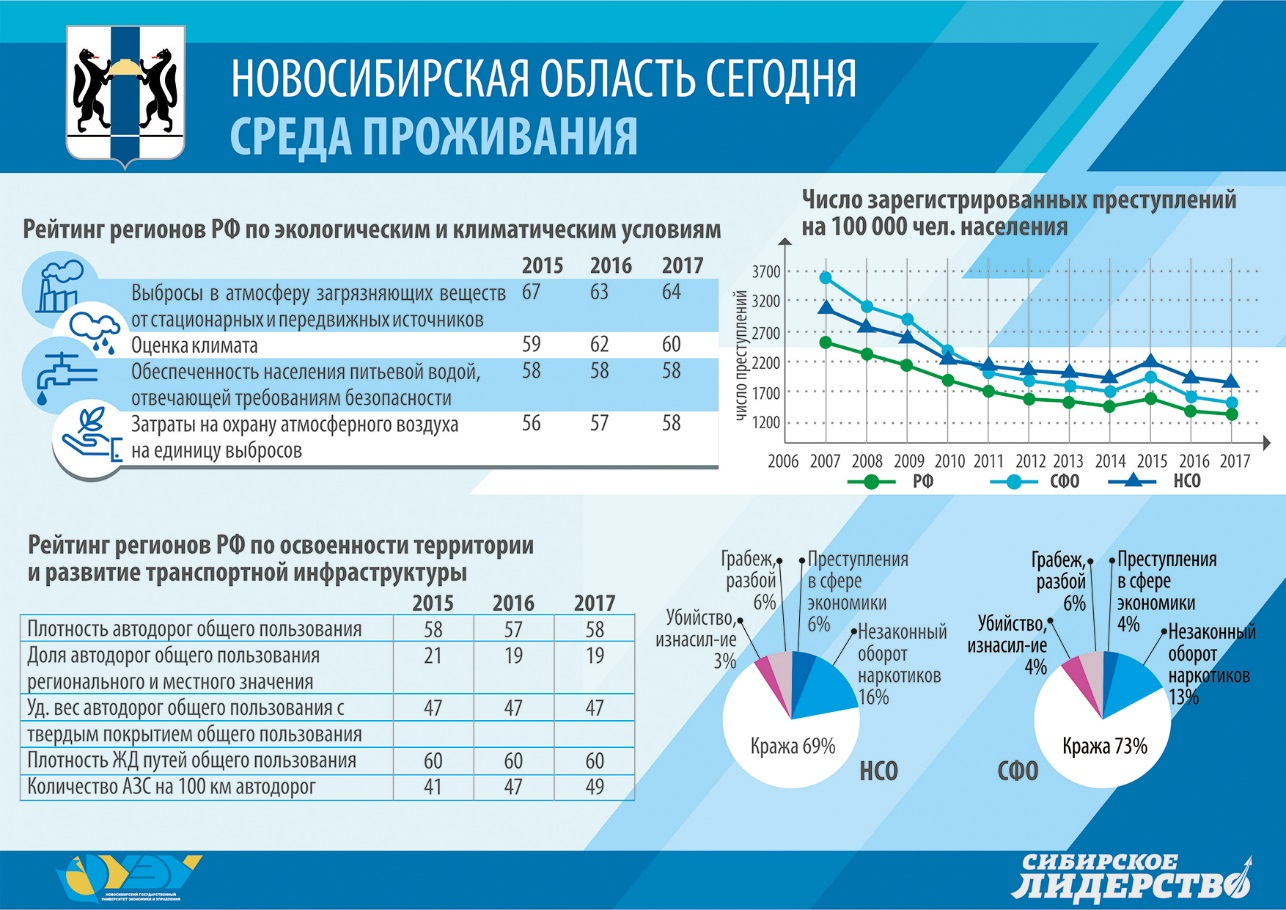 НОВОСИБИРСКАЯ ОБЛАСТЬ СЕГОДНЯ
СРЕДА ПРОЖИВАНИЯ
Рейтинг регионов РФ по экологическим и климатическим условиям
2015 2016 2017
Выбросы в атмосферу загрязняющих веществ 67 63 64
от стационарных и передвижных источников
Оценка климата 59 62 60
Обеспеченность населения питьевой водой, 58 58 58
отвечающей требованиям безопасности
Затраты на охрану атмосферного воздуха 56 57 58
на единицу выбросов
Число зарегистрированных преступлений
на 100 000 чел. населения
число преступлений
3700
3200
2700
2200
1700
1200
2006 2007 2008 2009 2010 2011 2012 2013 2014 2015 2016 2017
РФ СФО НСО
Рейтинг регионов РФ по освоенности территории
и развитие транспортной инфраструктуры
2015 2016 2017
Плотность автодорог общего пользования 58 57 58
Доля автодорог общего пользования 21 19 19
регионального и местного значения
Уд. вес автодорог общего пользования с 47 47 47
твердым покрытием общего пользования
Плотность ЖД путей общего пользования 60 60 60
Количество АЗС на 100 км автодорог 41 47 49
Грабеж,
разбой
6%
Преступления
в сфере
экономики
6%
Убийство,
изнасил-ие
3%
Незаконный
оборот
наркотиков
16%
Кража 69%
НСО
Грабеж,
разбой
6%
Преступления
в сфере
экономики
4%
Убийство,
изнасил-ие
4%
Незаконный
оборот
наркотиков
13%
Кража 73%
СФО
НГУЭУ
НОВОСИБИРСКИЙ ГОСУДАРСТВЕННЫЙ
УНИВЕРСИТЕТ ЭКОНОМИКИ И УПРАВЛЕНИЯ
СИБИРСКОЕ
ЛИДЕРСТВО